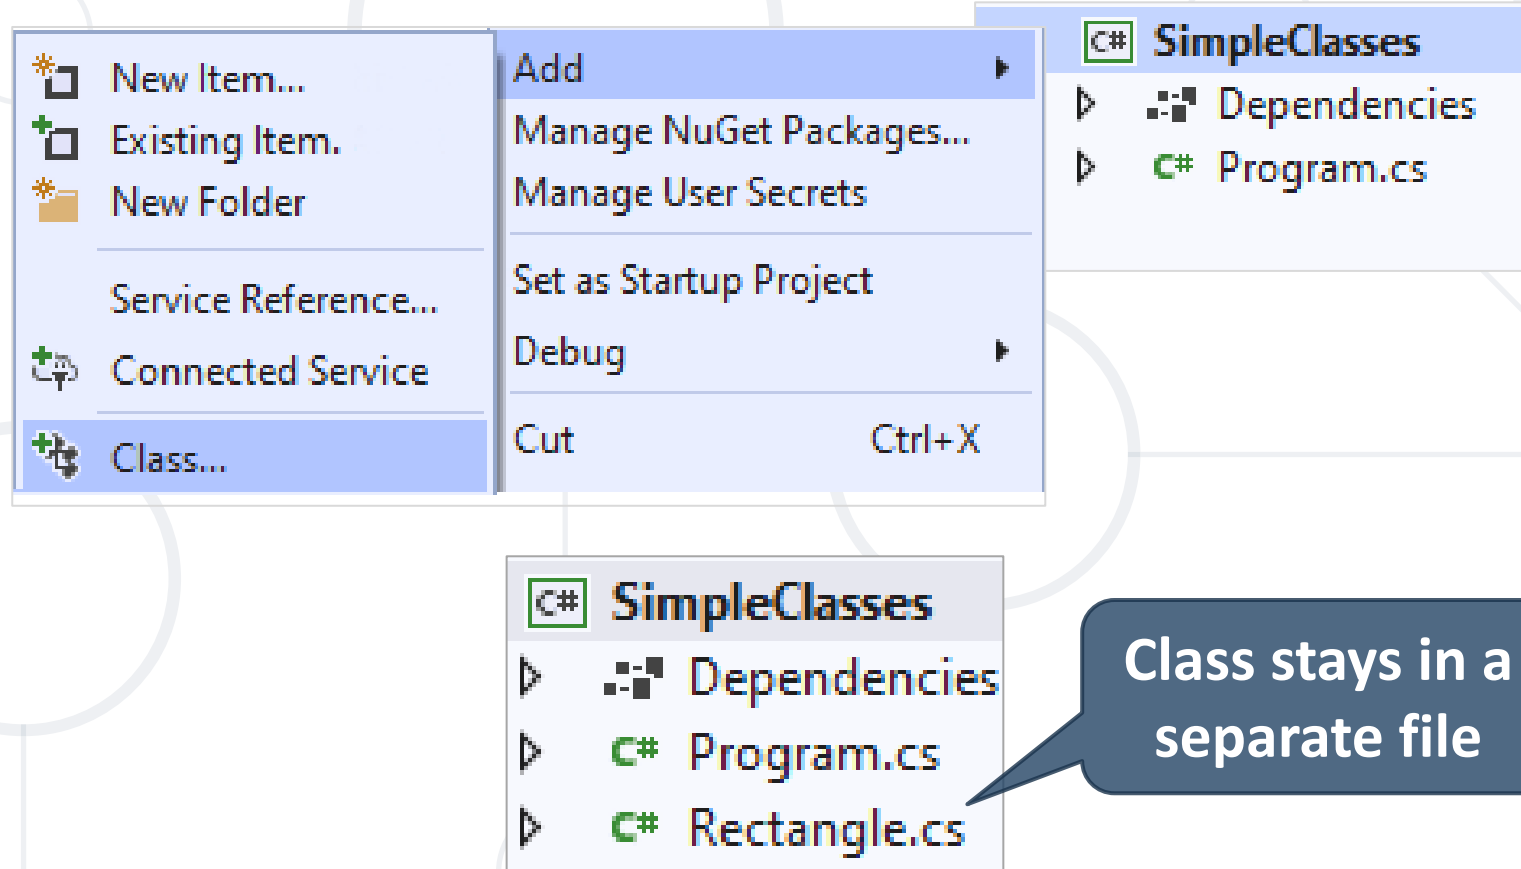 New Item...
Existing Item.
New Folder
Service Reference...
Connected Service
Class...
Add
Manage NuGet Packages...
Manage User Secrets
Set as Startup Project
Debug
Cut Ctrl+X
C# SimpleClasses
Dependencies
C# Program.cs
C# SimpleClasses
Dependencies
C# Program.cs
C# Rectangle.cs
Class stays in a
separate file